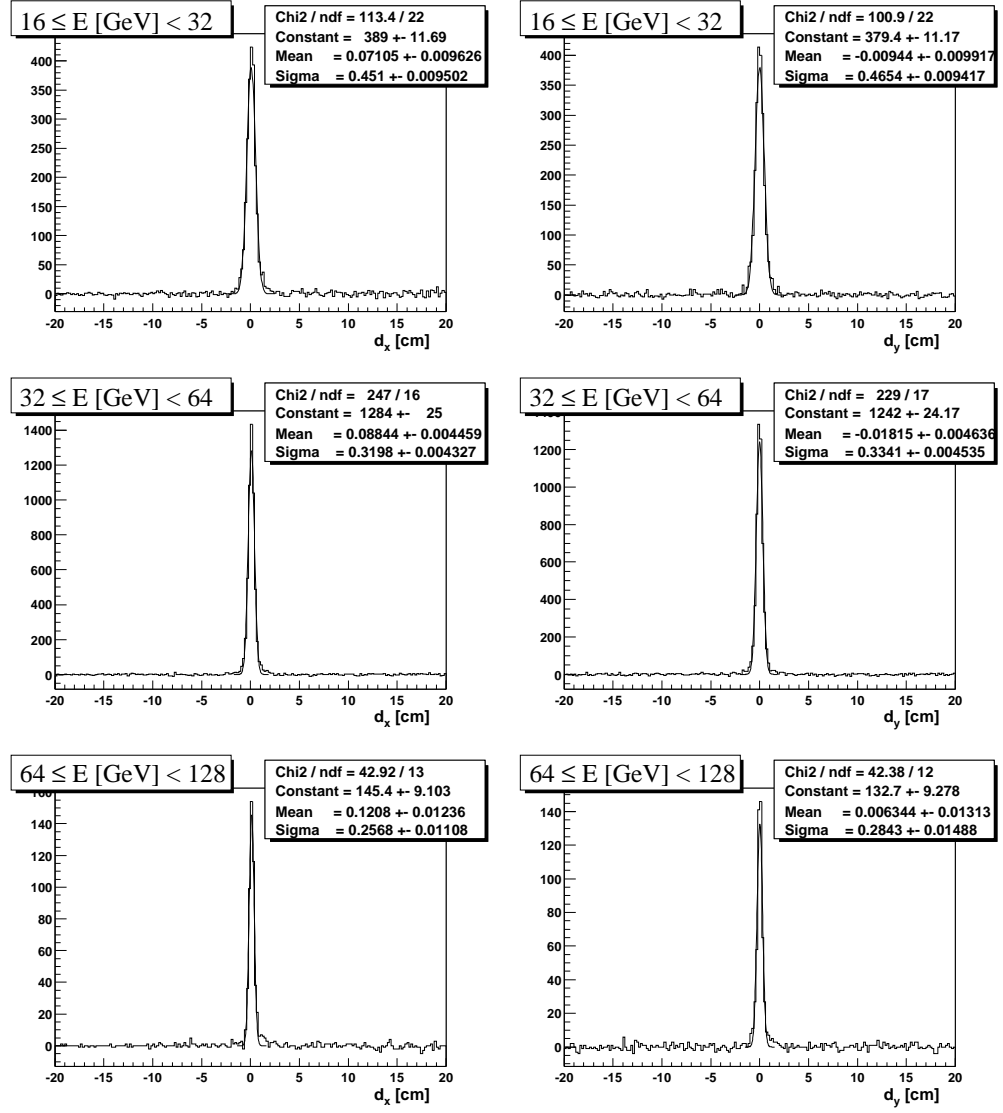 16 ≤ E [GeV] < 32
Chi2 / ndf = 113.4 / 22
Constant = 389 +- 11.69
Mean = 0.07105 +- 0.009626
Sigma = 0.451 +- 0.009502
400
350
300
250
200
150
100
50
0
-20 -15 -10 -5 0 5 10 15 20
dx [cm]
16 ≤ E [GeV] < 32
Chi2 / ndf = 100.9 / 22
Constant = 379.4 +- 11.17
Mean = -0.00944 +- 0.009917
Sigma = 0.4654 +- 0.009417
400
350
300
250
200
150
100
50
0
-20 -15 -10 -5 0 5 10 15 20
dy [cm]
32 ≤ E [GeV] < 64
Chi2 / ndf = 247 / 16
Constant = 1284 +- 25
Mean = 0.08844 +- 0.004459
Sigma = 0.3198 +- 0.004327
1400
1200
1000
800
600
400
200
0
-20 -15 -10 -5 0 5 10 15 20
dx [cm]
32 ≤ E [GeV] < 64
Chi2 / ndf = 229 / 17
Constant = 1242 +- 24.17
Mean = -0.01815 +- 0.004636
Sigma = 0.3341 +- 0.004535
1200
1000
800
600
400
200
0
-20 -15 -10 -5 0 5 10 15 20
dy [cm]
64 ≤ E [GeV] < 128
Chi2 / ndf = 42.92 / 13
Constant = 145.4 +- 9.103
Mean = 0.1208 +- 0.01236
Sigma = 0.2568 +- 0.01108
160
140
120
100
80
60
40
20
0
-20 -15 -10 -5 0 5 10 15 20
dx [cm]
64 ≤ E [GeV] < 128
Chi2 / ndf = 42.38 / 12
Constant = 132.7 +- 9.278
Mean = 0.006344 +- 0.01313
Sigma = 0.2843 +- 0.01488
140
120
100
80
60
40
20
0
-20 -15 -10 -5 0 5 10 15 20
dy [cm]